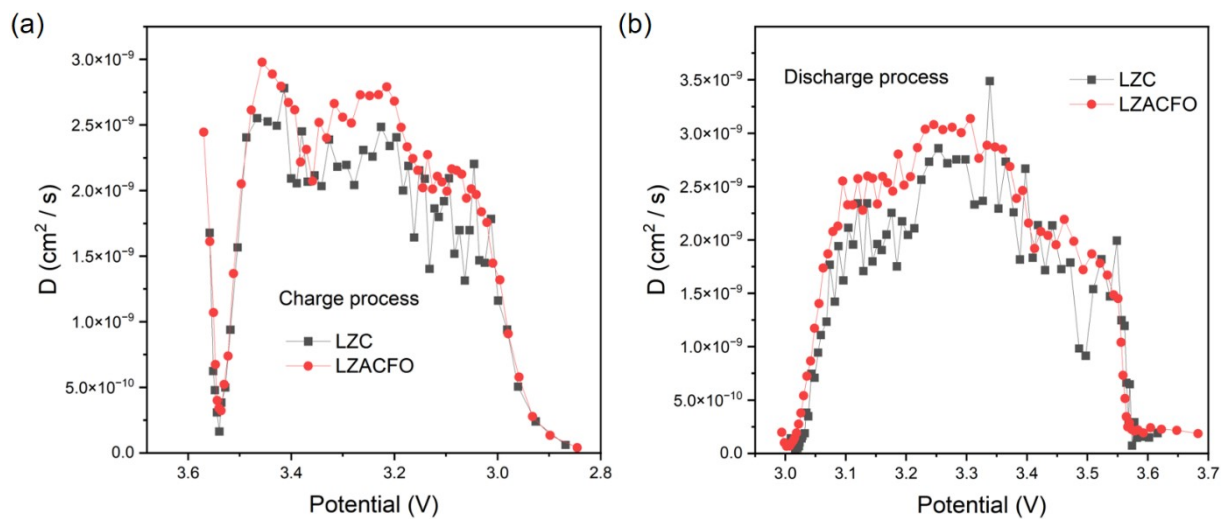 (a)
3.0×10⁻⁹
2.5×10⁻⁹
2.0×10⁻⁹
1.5×10⁻⁹
1.0×10⁻⁹
5.0×10⁻¹⁰
0.0
D (cm² / s)
Charge process
LZC
LZACFO
3.6 3.4 3.2 3.0 2.8
Potential (V)
(b)
3.5×10⁻⁹
3.0×10⁻⁹
2.5×10⁻⁹
2.0×10⁻⁹
1.5×10⁻⁹
1.0×10⁻⁹
5.0×10⁻¹⁰
0.0
D (cm² / s)
Discharge process
LZC
LZACFO
3.0 3.1 3.2 3.3 3.4 3.5 3.6 3.7
Potential (V)